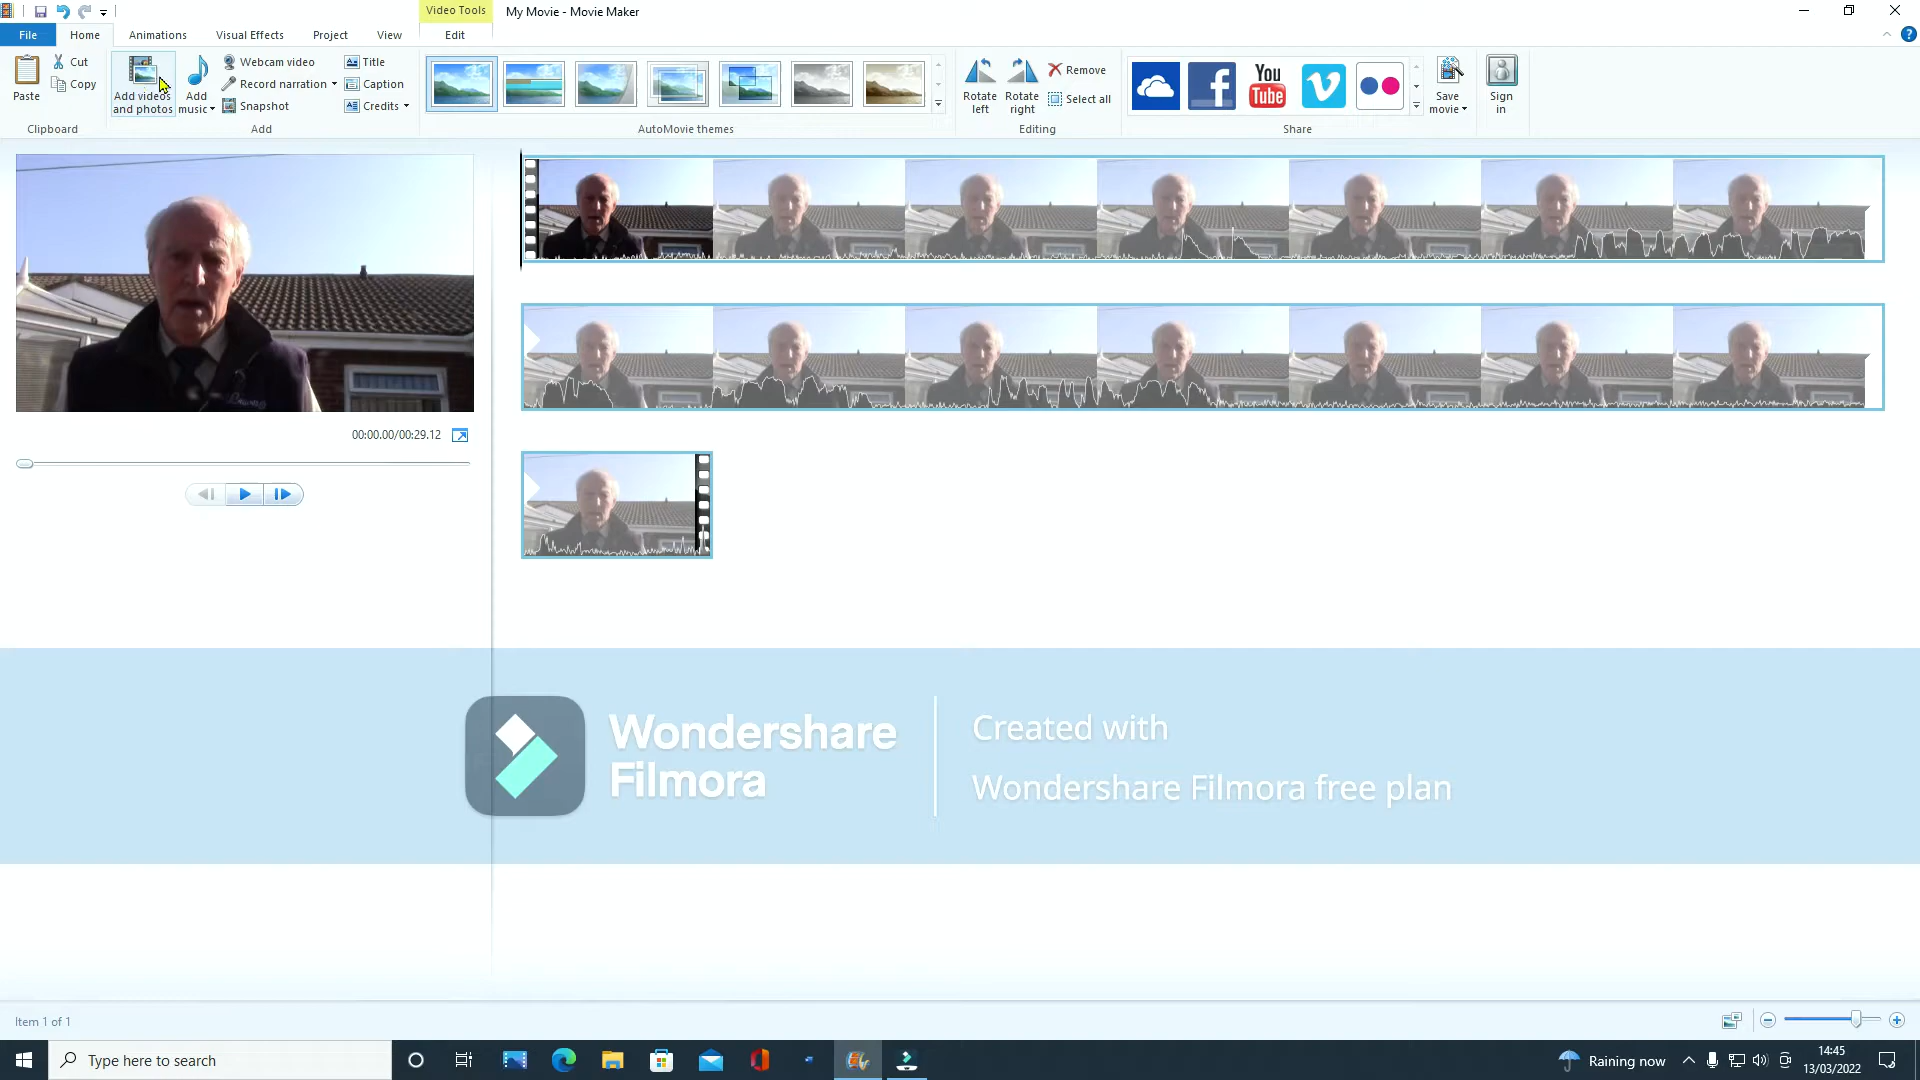 Video Tools
My Movie - Movie Maker
File
Home
Animations
Visual Effects
Project
View
Edit
Paste
Cut
Copy
Clipboard
Add videos
and photos
Add
music
Webcam video
Record narration
Snapshot
Title
Caption
Credits
Add
AutoMovie themes
Rotate
left
Rotate
right
Remove
Select all
Editing
You
Tube
Share
Save
movie
Sign
in
00:00.00/00:29.12
Wondershare
Filmora
Created with
Wondershare Filmora free plan
Item 1 of 1
Type here to search
Raining now
14:45
13/03/2022